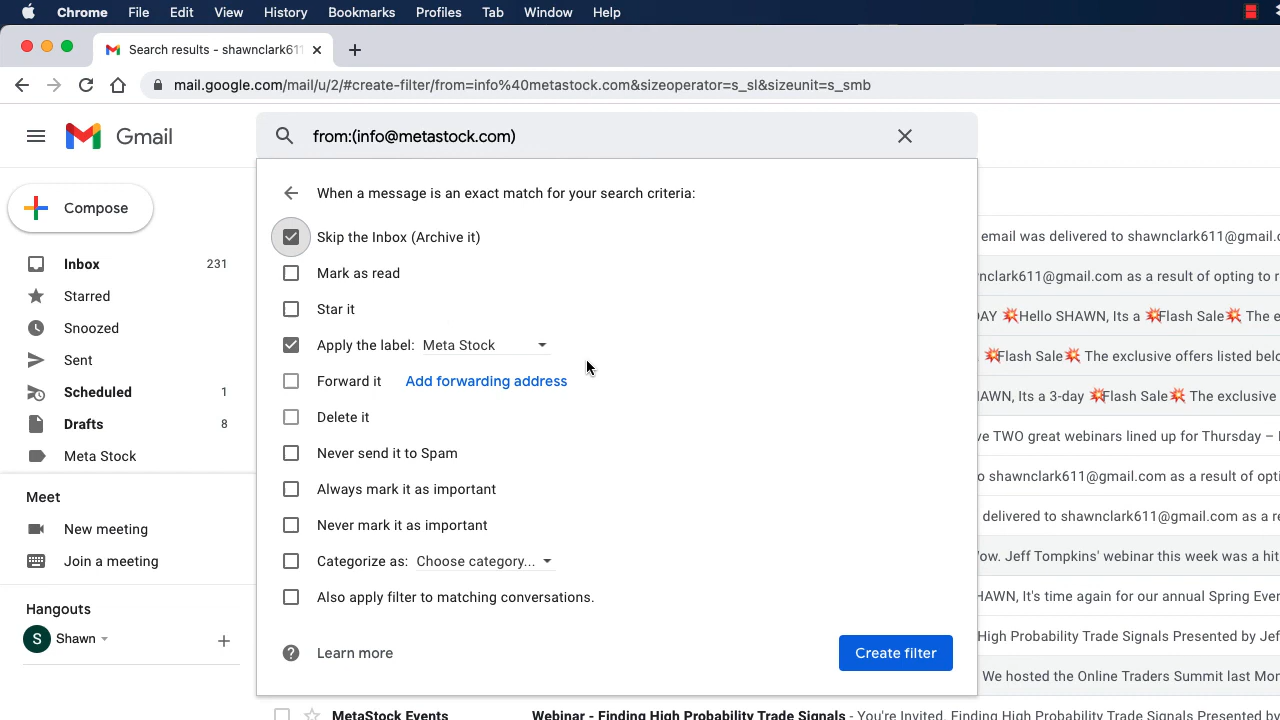 Chrome File Edit View History Bookmarks Profiles Tab Window Help
Search results - shawnclark611
mail.google.com/mail/u/2/#create-filter/from=info%40metastock.com&sizeoperator=s_sl&sizeunit=s_smb
Gmail
from:(info@metastock.com)
Compose
Inbox 231
Starred
Snoozed
Sent
Scheduled 1
Drafts 8
Meta Stock
Meet
New meeting
Join a meeting
Hangouts
S Shawn
When a message is an exact match for your search criteria:
Skip the Inbox (Archive it)
Mark as read
Star it
Apply the label: Meta Stock
Forward it Add forwarding address
Delete it
Never send it to Spam
Always mark it as important
Never mark it as important
Categorize as: Choose category...
Also apply filter to matching conversations.
Learn more
Create filter
email was delivered to shawnclark611@gmail.c
nclark611@gmail.com as a result of opting to r
AY 💥Hello SHAWN, Its a 💥Flash Sale💥 The e
💥Flash Sale💥 The exclusive offers listed belo
AWN, Its a 3-day 💥Flash Sale💥 The exclusive
ve TWO great webinars lined up for Thursday –
o shawnclark611@gmail.com as a result of opti
delivered to shawnclark611@gmail.com as a re
ow. Jeff Tompkins' webinar this week was a hit
AWN, It's time again for our annual Spring Ever
High Probability Trade Signals Presented by Jef
We hosted the Online Traders Summit last Mon
MetaStock Events Webinar - Finding High Probability Trade Signals - You're Invited. Finding High Probability Trade Signals Presented by